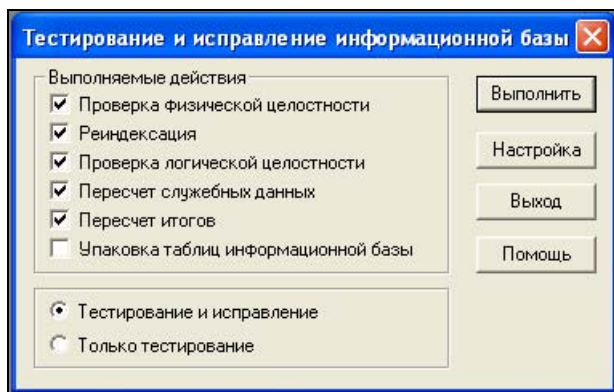 Тестирование и исправление информационной базы
Выполняемые действия
Проверка физической целостности
Реиндексация
Проверка логической целостности
Пересчет служебных данных
Пересчет итогов
Упаковка таблиц информационной базы
Тестирование и исправление
Только тестирование
Выполнить
Настройка
Выход
Помощь